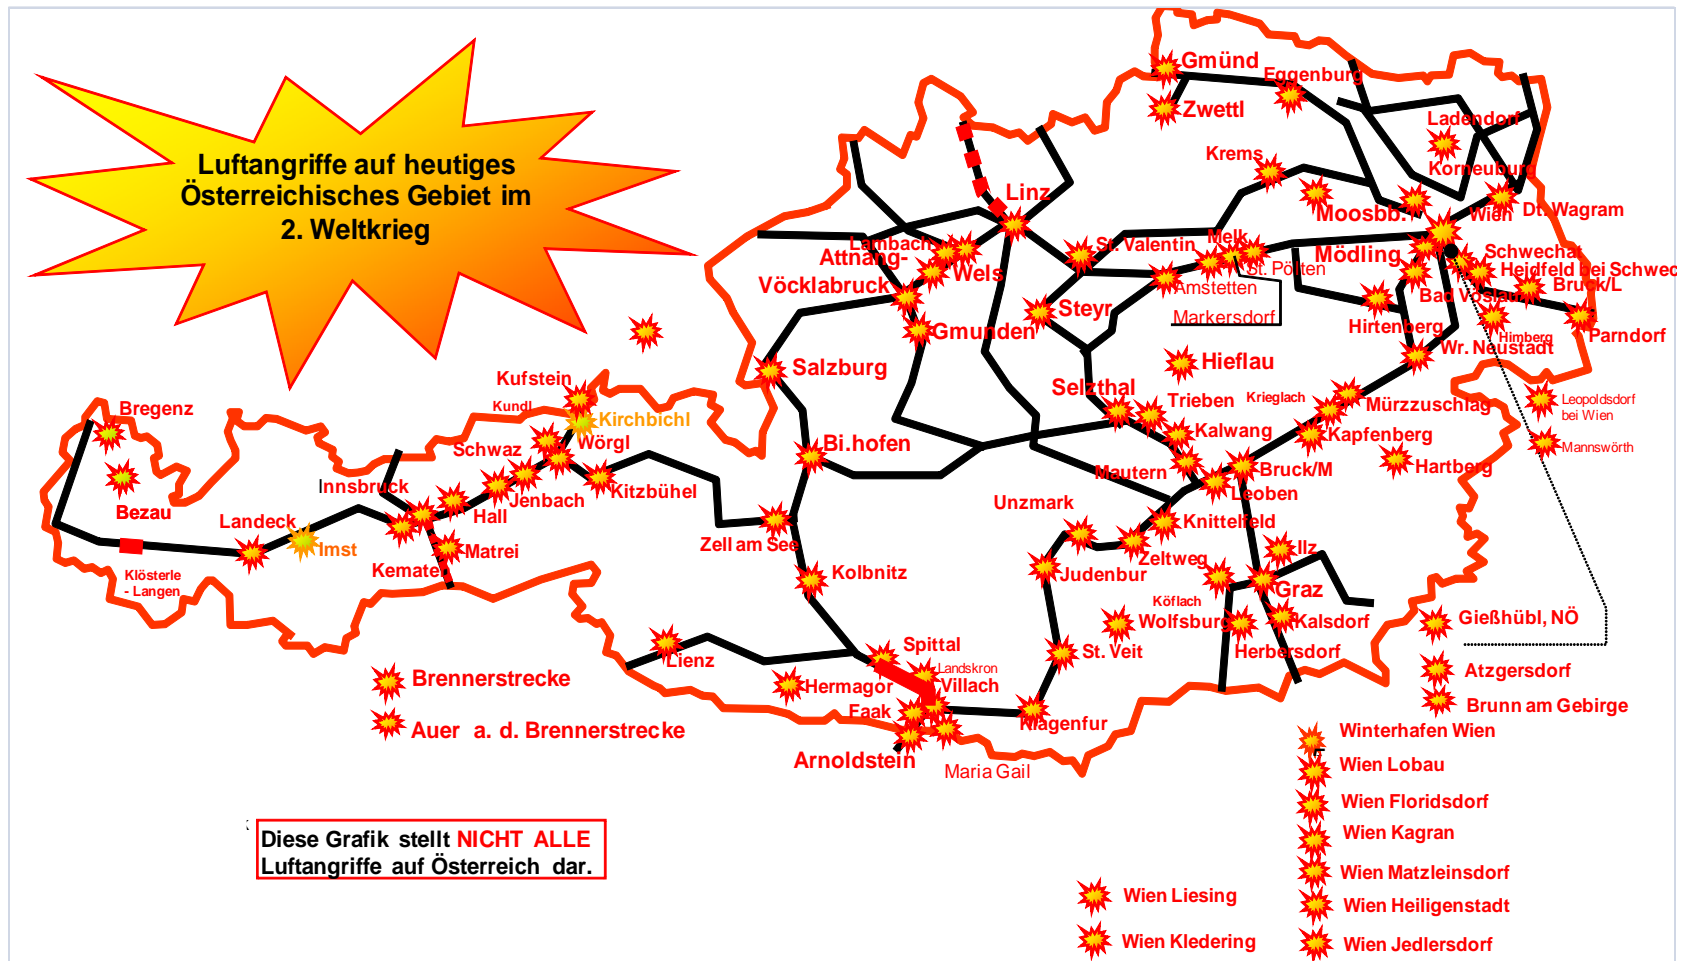 Luftangriffe auf heutiges
Österreichisches Gebiet im
2. Weltkrieg
Gmünd
Eggenburg
Zwettl
Ladendorf
Krems
Korneuburg
Linz
Moosbb.
Wien
Dt. Wagram
Lambach
Attnang-
Wels
St. Valentin
Melk
St. Pölten
Mödling
Schwechat
Heidfeld bei Schwec
Vöcklabruck
Amstetten
Bad Vöslau
Bruck/L
Steyr
Markersdorf
Gmunden
Hirtenberg
Himberg
Parndorf
Wr. Neustadt
Hieflau
Salzburg
Kufstein
Selzthal
Kundl
Kirchbichl
Trieben
Krieglach
Mürzzuschlag
Leopoldsdorf
bei Wien
Bregenz
Schwaz
Wörgl
Bi.hofen
Kalwang
Kapfenberg
Mannswörth
Mautern
Bruck/M
Hartberg
Innsbruck
Jenbach
Kitzbühel
Leoben
Bezau
Landeck
Hall
Unzmark
Knittelfeld
Imst
Matrei
Zell am See
Zeltweg
Ilz
Klösterle
- Langen
Kemate
Kolbnitz
Judenbur
Graz
Köflach
Wolfsburg
Kalsdorf
Gießhübl, NÖ
Lienz
Spittal
St. Veit
Herbersdorf
Landskron
Brennerstrecke
Hermagor
Villach
Atzgersdorf
Faak
Klagenfur
Brunn am Gebirge
Auer a. d. Brennerstrecke
Arnoldstein
Maria Gail
Winterhafen Wien
Wien Lobau
Wien Floridsdorf
Diese Grafik stellt NICHT ALLE
Luftangriffe auf Österreich dar.
Wien Kagran
Wien Matzleinsdorf
Wien Liesing
Wien Heiligenstadt
Wien Kledering
Wien Jedlersdorf